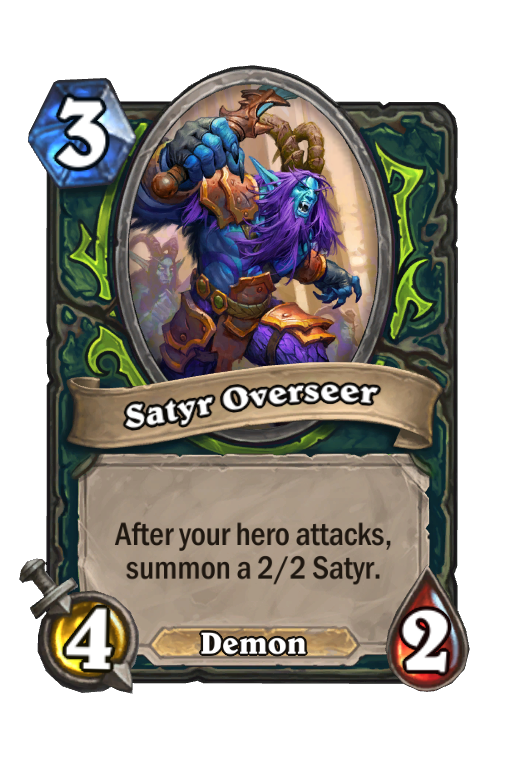 3
Satyr Overseer
After your hero attacks,
summon a 2/2 Satyr.
4
Demon
2